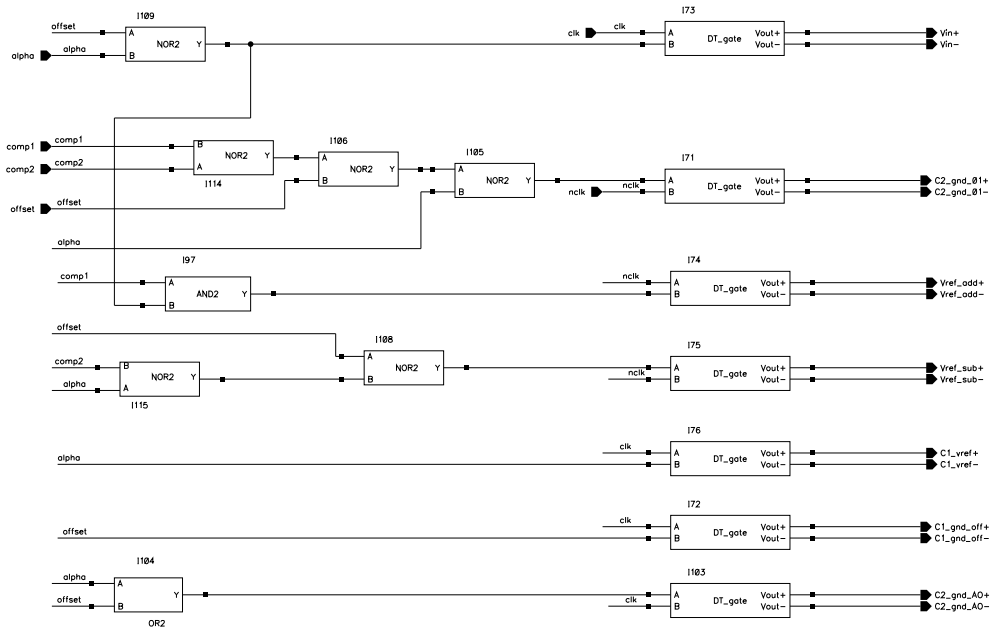 I109
I73
offset
A
NOR2
Y
alpha
alpha
B
clk
clk
A
B
DT_gate
Vout+
Vout−
Vin+
Vin−
comp1
comp1
comp2
comp2
B
A
NOR2
Y
I114
I106
A
B
NOR2
Y
I105
A
B
NOR2
Y
I71
nclk
nclk
A
B
DT_gate
Vout+
Vout−
C2_gnd_01+
C2_gnd_01−
offset
offset
alpha
I97
comp1
A
B
AND2
Y
I74
nclk
A
B
DT_gate
Vout+
Vout−
Vref_add+
Vref_add−
offset
I108
A
B
NOR2
Y
comp2
alpha
B
A
NOR2
Y
I115
I75
nclk
A
B
DT_gate
Vout+
Vout−
Vref_sub+
Vref_sub−
I76
alpha
clk
A
B
DT_gate
Vout+
Vout−
C1_vref+
C1_vref−
I72
offset
clk
A
B
DT_gate
Vout+
Vout−
C1_gnd_off+
C1_gnd_off−
I104
alpha
offset
A
B
Y
OR2
I103
clk
A
B
DT_gate
Vout+
Vout−
C2_gnd_AO+
C2_gnd_AO−